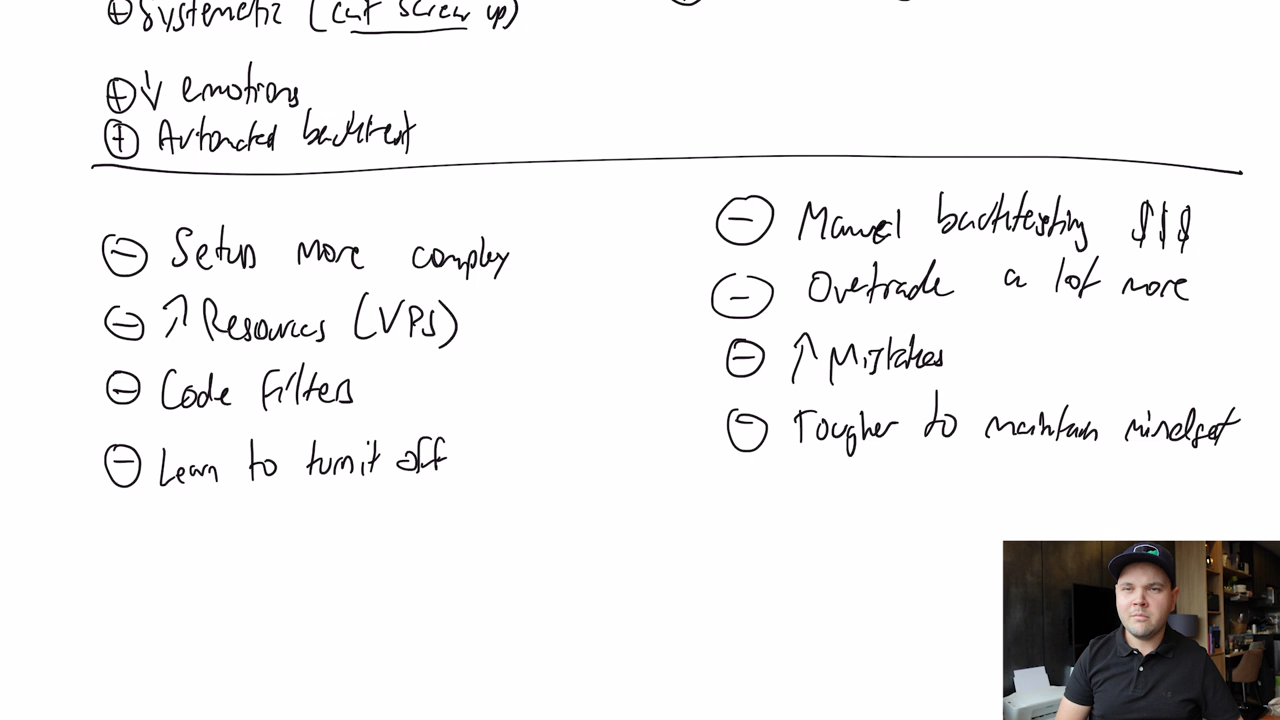 ⊕ Systematic (can't screw up)
⊕ ↓ emotions
⊕ Automated backtest
⊖ Setup more complex
⊖ ↑ Resources (VPS)
⊖ Code Filters
⊖ Learn to turn it off
⊖ Manual backtesting $$$
⊖ Overtrade a lot more
⊖ ↑ Mistakes
⊖ Tougher to maintain mindset